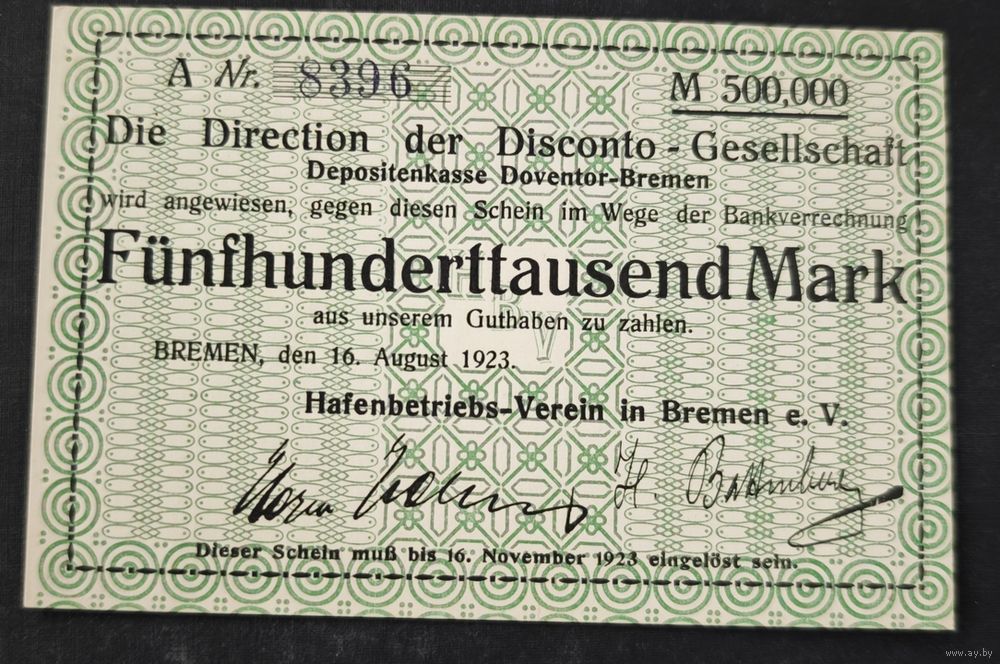 A Nr. 8396 M 500,000
Die Direction der Disconto-Gesellschaft
Depositenkasse Doventor-Bremen
wird angewiesen, gegen diesen Schein im Wege der Bankverrechnung
Fünfhunderttausend Mark
aus unserem Guthaben zu zahlen.
BREMEN, den 16. August 1923.
Hafenbetriebs-Verein in Bremen e. V.
H.
Dieser Schein muß bis 16. November 1923 eingelöst sein.
www.ay.by